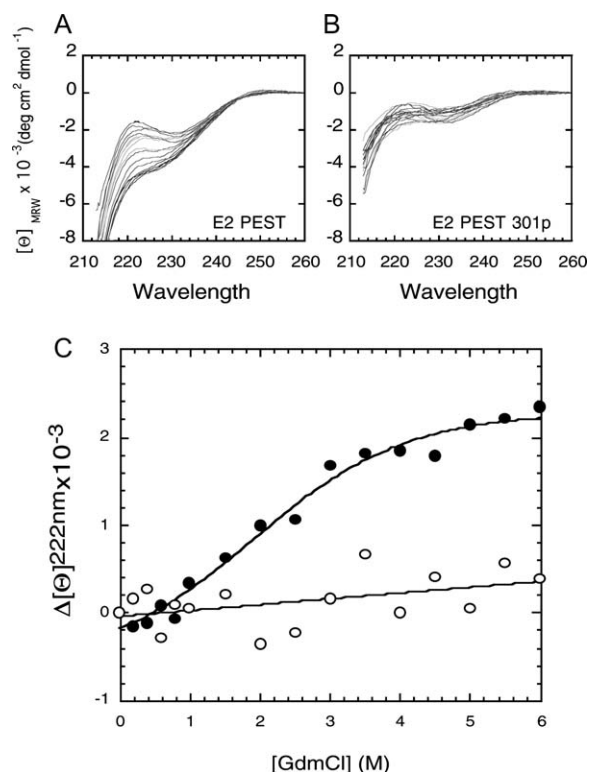 A
B
2
0
-2
-4
-6
-8
[Θ] MRW x 10⁻³(deg cm² dmol⁻¹)
E2 PEST
210 220 230 240 250 260
Wavelength
2
0
-2
-4
-6
-8
E2 PEST 301p
210 220 230 240 250 260
Wavelength
C
3
2
1
0
-1
Δ[Θ]222nmx10-3
0 1 2 3 4 5 6
[GdmCl] (M)